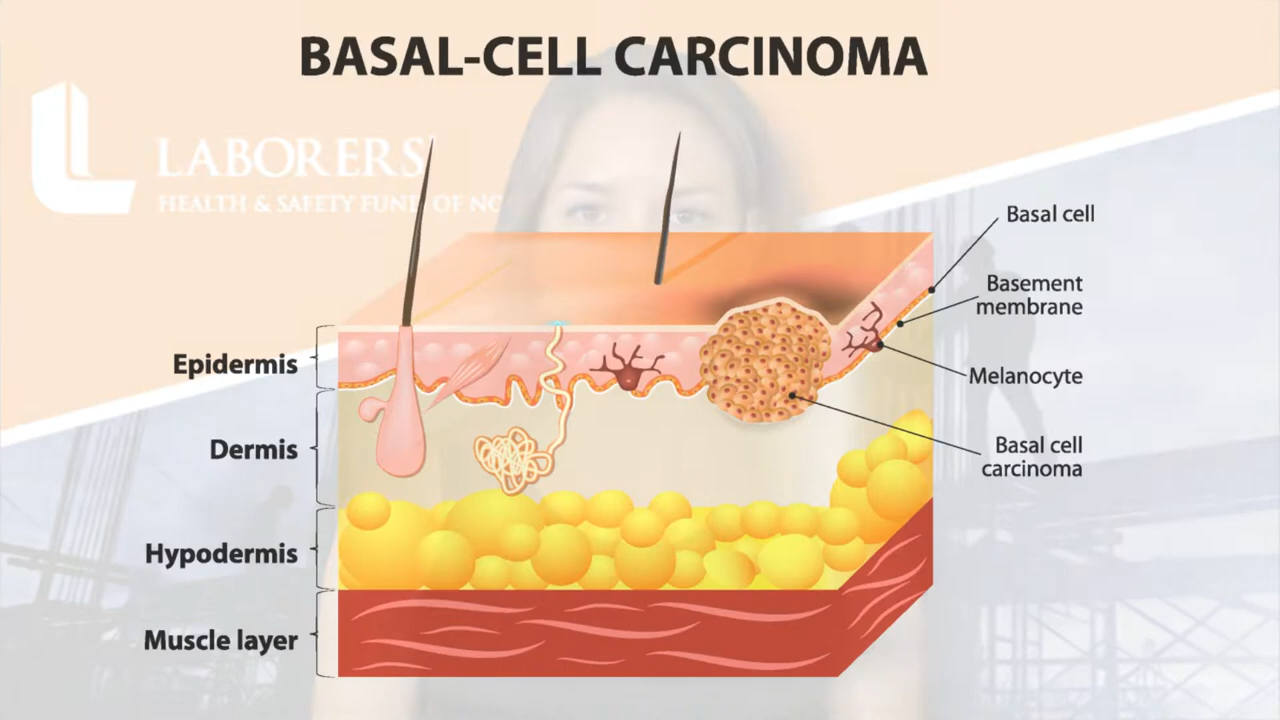 BASAL-CELL CARCINOMA
LABORERS
HEALTH & SAFETY FUND OF NO
Basal cell
Basement
membrane
Epidermis
Melanocyte
Dermis
Basal cell
carcinoma
Hypodermis
Muscle layer